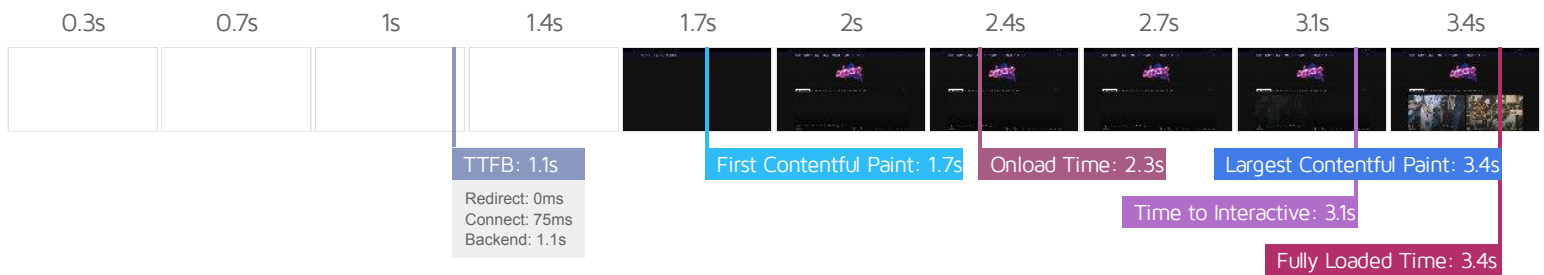 0.3s 0.7s 1s 1.4s 1.7s 2s 2.4s 2.7s 3.1s 3.4s
TTFB: 1.1s
First Contentful Paint: 1.7s
Onload Time: 2.3s
Largest Contentful Paint: 3.4s
Redirect: 0ms
Connect: 75ms
Backend: 1.1s
Time to Interactive: 3.1s
Fully Loaded Time: 3.4s